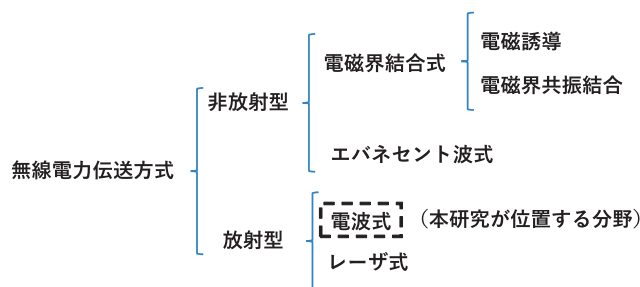 電磁誘導
電磁界結合式
電磁界共振結合
非放射型
エバネセント波式
無線電力伝送方式
電波式（本研究が位置する分野）
放射型
レーザ式